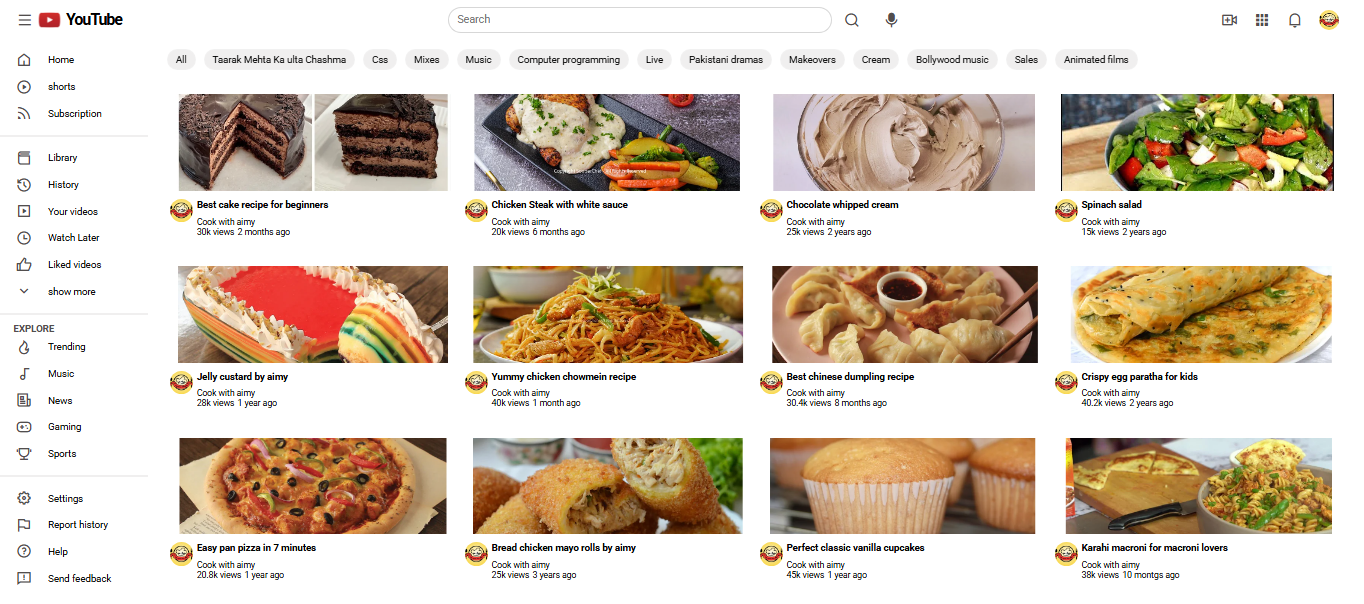 YouTube
Search
Home
shorts
Subscription
Library
History
Your videos
Watch Later
Liked videos
show more
EXPLORE
Trending
Music
News
Gaming
Sports
Settings
Report history
Help
Send feedback
All Taarak Mehta Ka ulta Chashma Css Mixes Music Computer programming Live Pakistani dramas Makeovers Cream Bollywood music Sales Animated films
Best cake recipe for beginners
Cook with aimy
30k views 2 months ago
Chicken Steak with white sauce
Cook with aimy
20k views 6 months ago
Chocolate whipped cream
Cook with aimy
25k views 2 years ago
Spinach salad
Cook with aimy
15k views 2 years ago
Jelly custard by aimy
Cook with aimy
28k views 1 year ago
Yummy chicken chowmein recipe
Cook with aimy
40k views 1 month ago
Best chinese dumpling recipe
Cook with aimy
30.4k views 8 months ago
Crispy egg paratha for kids
Cook with aimy
40.2k views 2 years ago
Easy pan pizza in 7 minutes
Cook with aimy
20.8k views 1 year ago
Bread chicken mayo rolls by aimy
Cook with aimy
25k views 3 years ago
Perfect classic vanilla cupcakes
Cook with aimy
45k views 1 year ago
Karahi macroni for macroni lovers
Cook with aimy
38k views 10 montgs ago